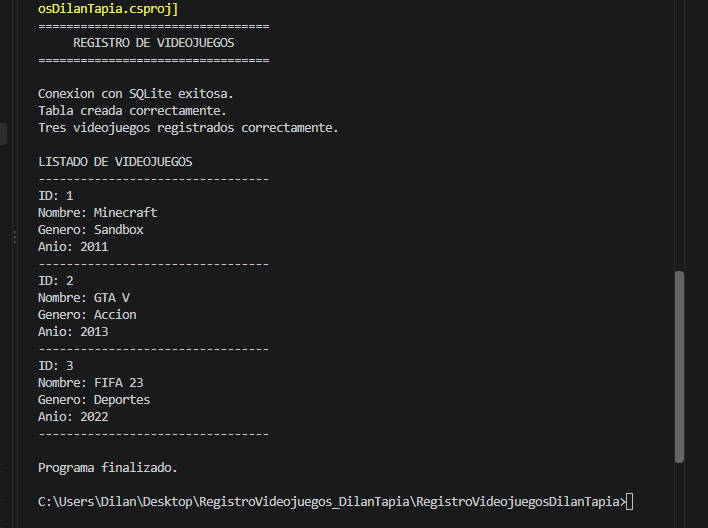 osDilanTapia.csproj]
=================================
REGISTRO DE VIDEOJUEGOS
=================================
Conexion con SQLite exitosa.
Tabla creada correctamente.
Tres videojuegos registrados correctamente.
LISTADO DE VIDEOJUEGOS
---------------------------------
ID: 1
Nombre: Minecraft
Genero: Sandbox
Anio: 2011
---------------------------------
ID: 2
Nombre: GTA V
Genero: Accion
Anio: 2013
---------------------------------
ID: 3
Nombre: FIFA 23
Genero: Deportes
Anio: 2022
---------------------------------
Programa finalizado.
C:\Users\Dilan\Desktop\RegistroVideojuegos_DilanTapia\RegistroVideojuegosDilanTapia>